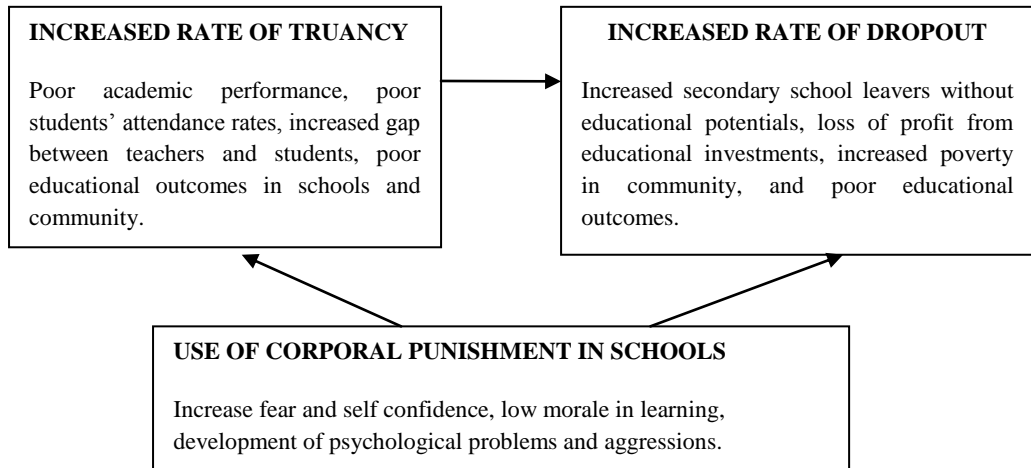 INCREASED RATE OF TRUANCY
Poor academic performance, poor
students’ attendance rates, increased gap
between teachers and students, poor
educational outcomes in schools and
community.
INCREASED RATE OF DROPOUT
Increased secondary school leavers without
educational potentials, loss of profit from
educational investments, increased poverty
in community, and poor educational
outcomes.
USE OF CORPORAL PUNISHMENT IN SCHOOLS
Increase fear and self confidence, low morale in learning,
development of psychological problems and aggressions.